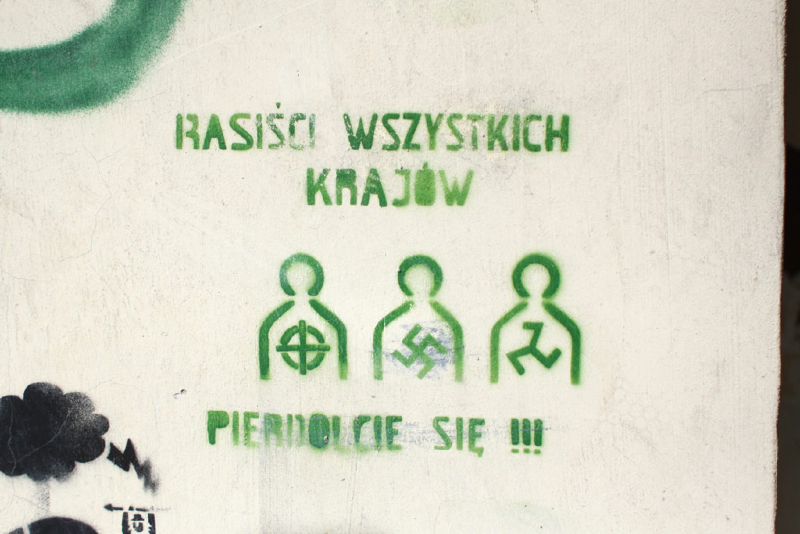 RASIŚCI WSZYSTKICH
KRAJÓW
PIERDOLCIE SIĘ !!!